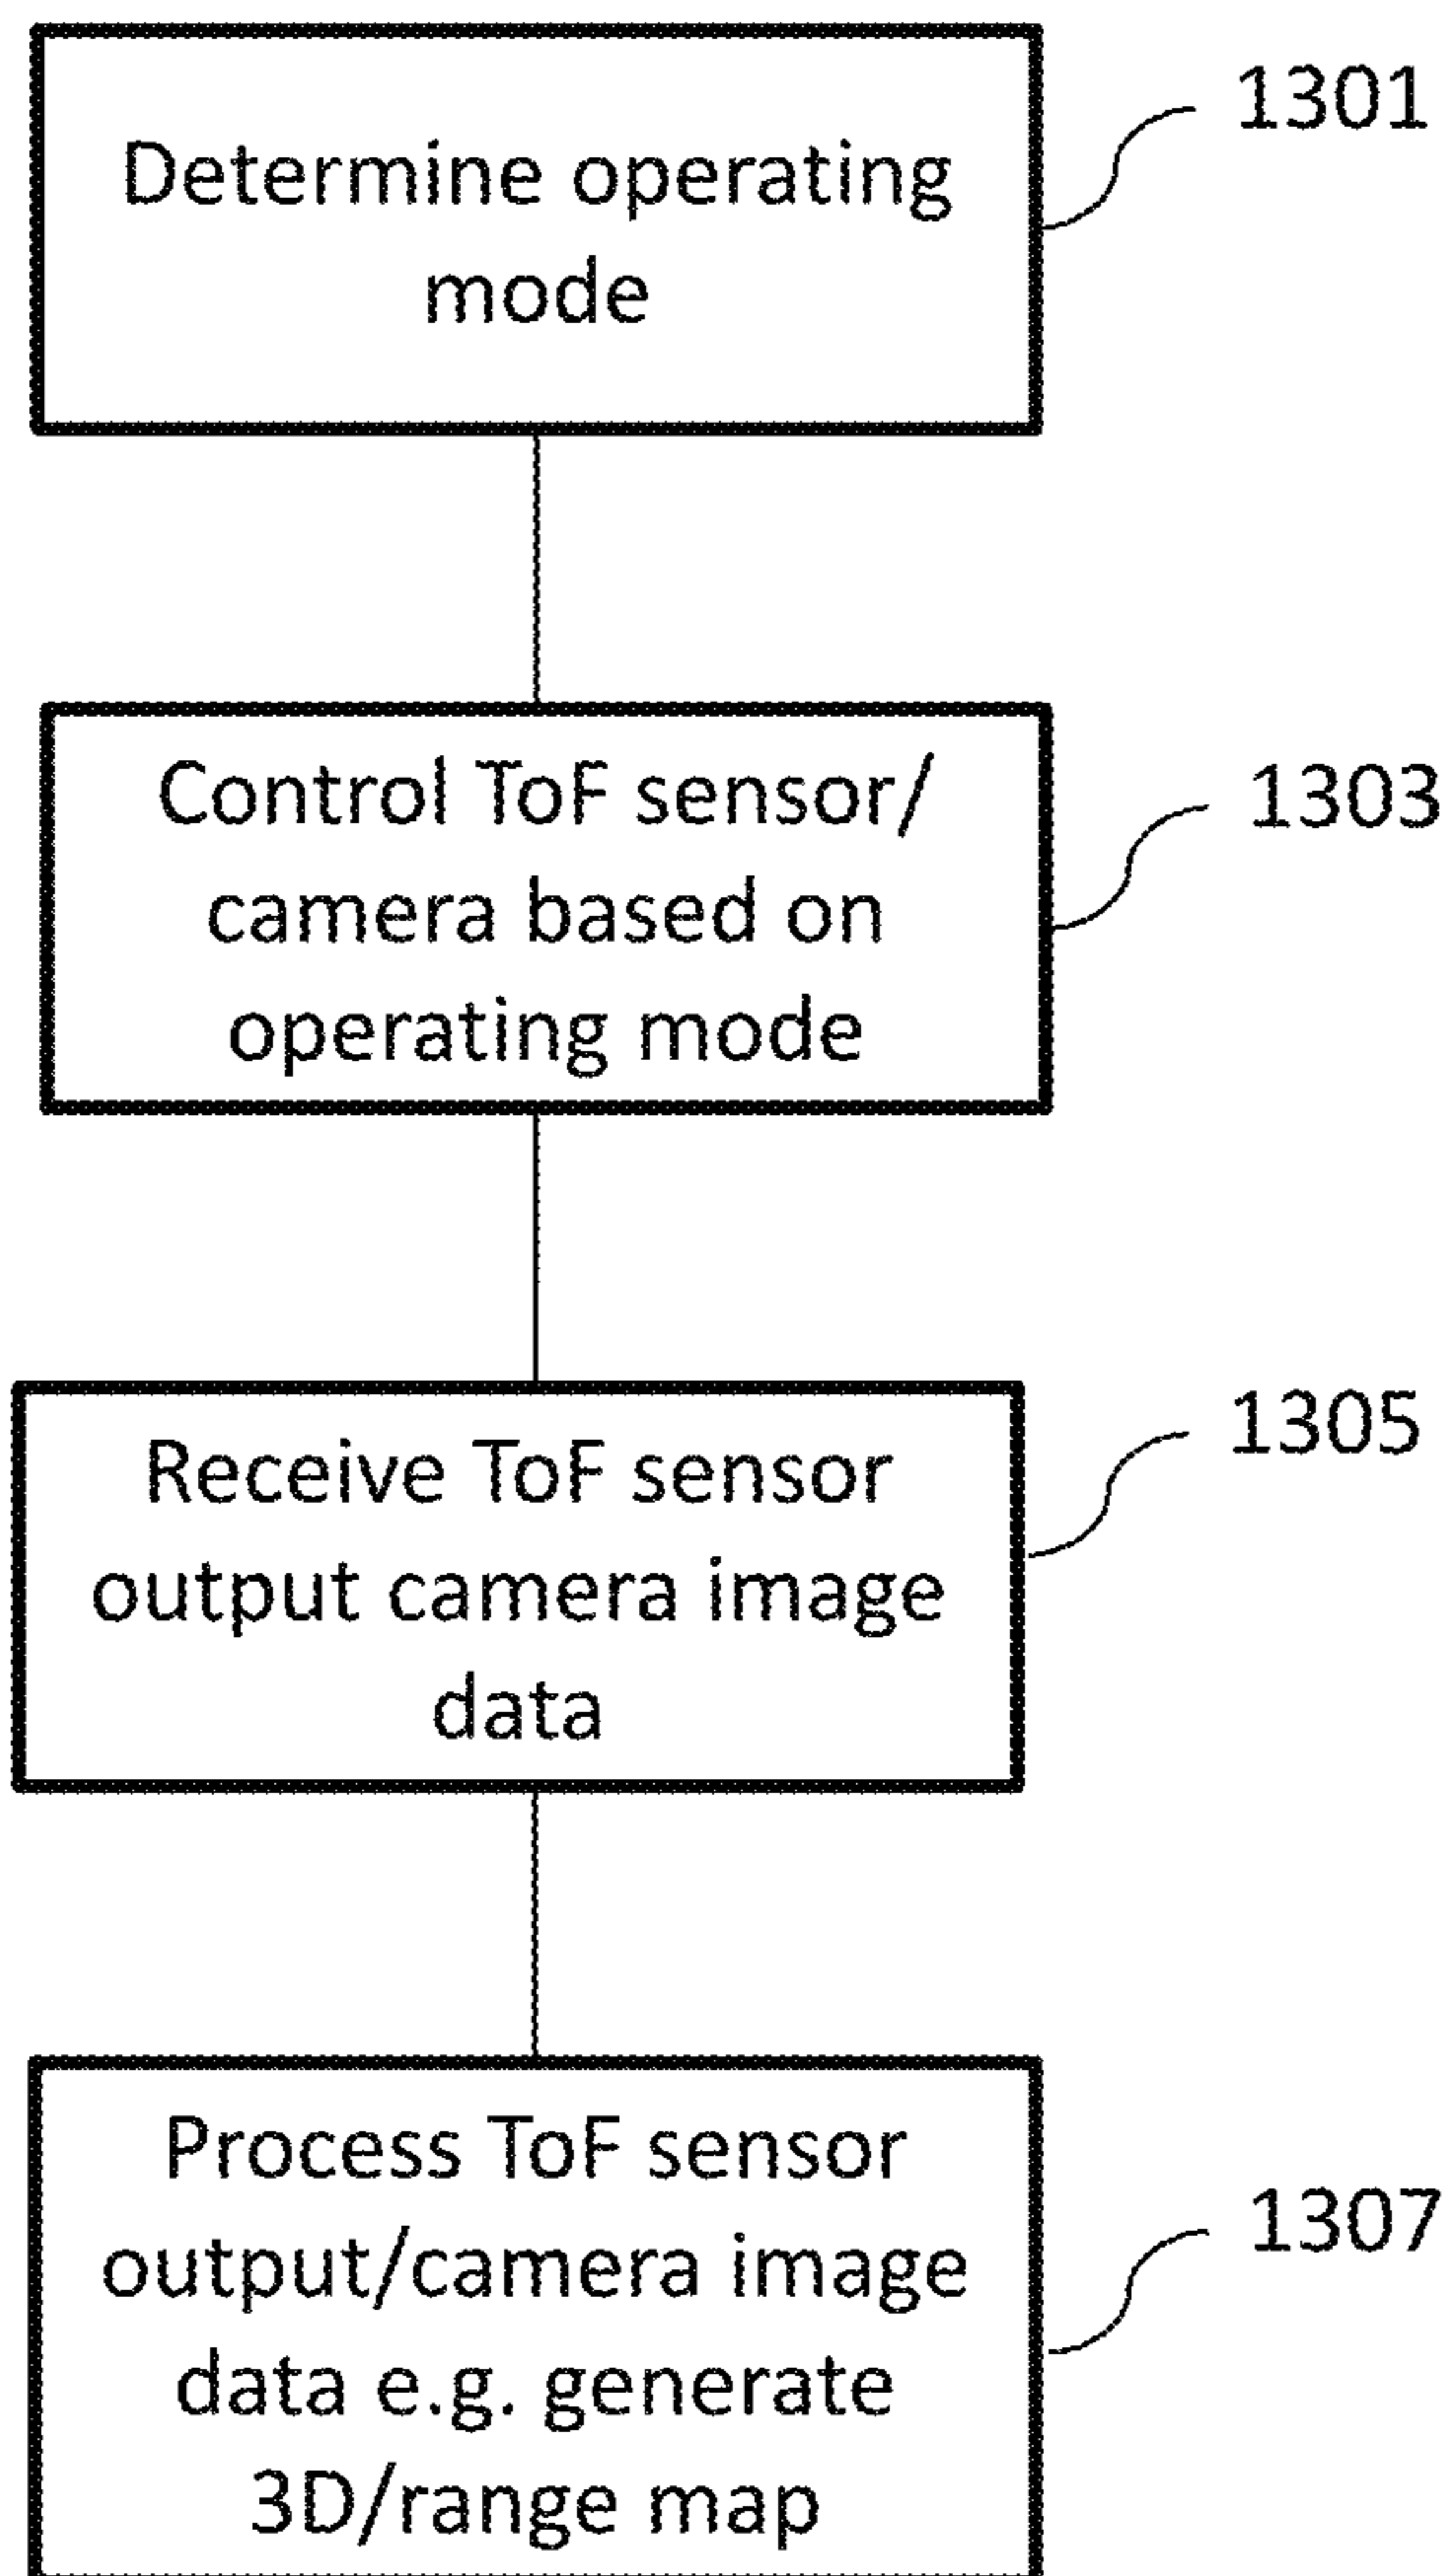 Determine operating
mode
1301
Control ToF sensor/
camera based on
operating mode
1303
Receive ToF sensor
output camera image
data
1305
Process ToF sensor
output/camera image
data e.g. generate
3D/range map
1307